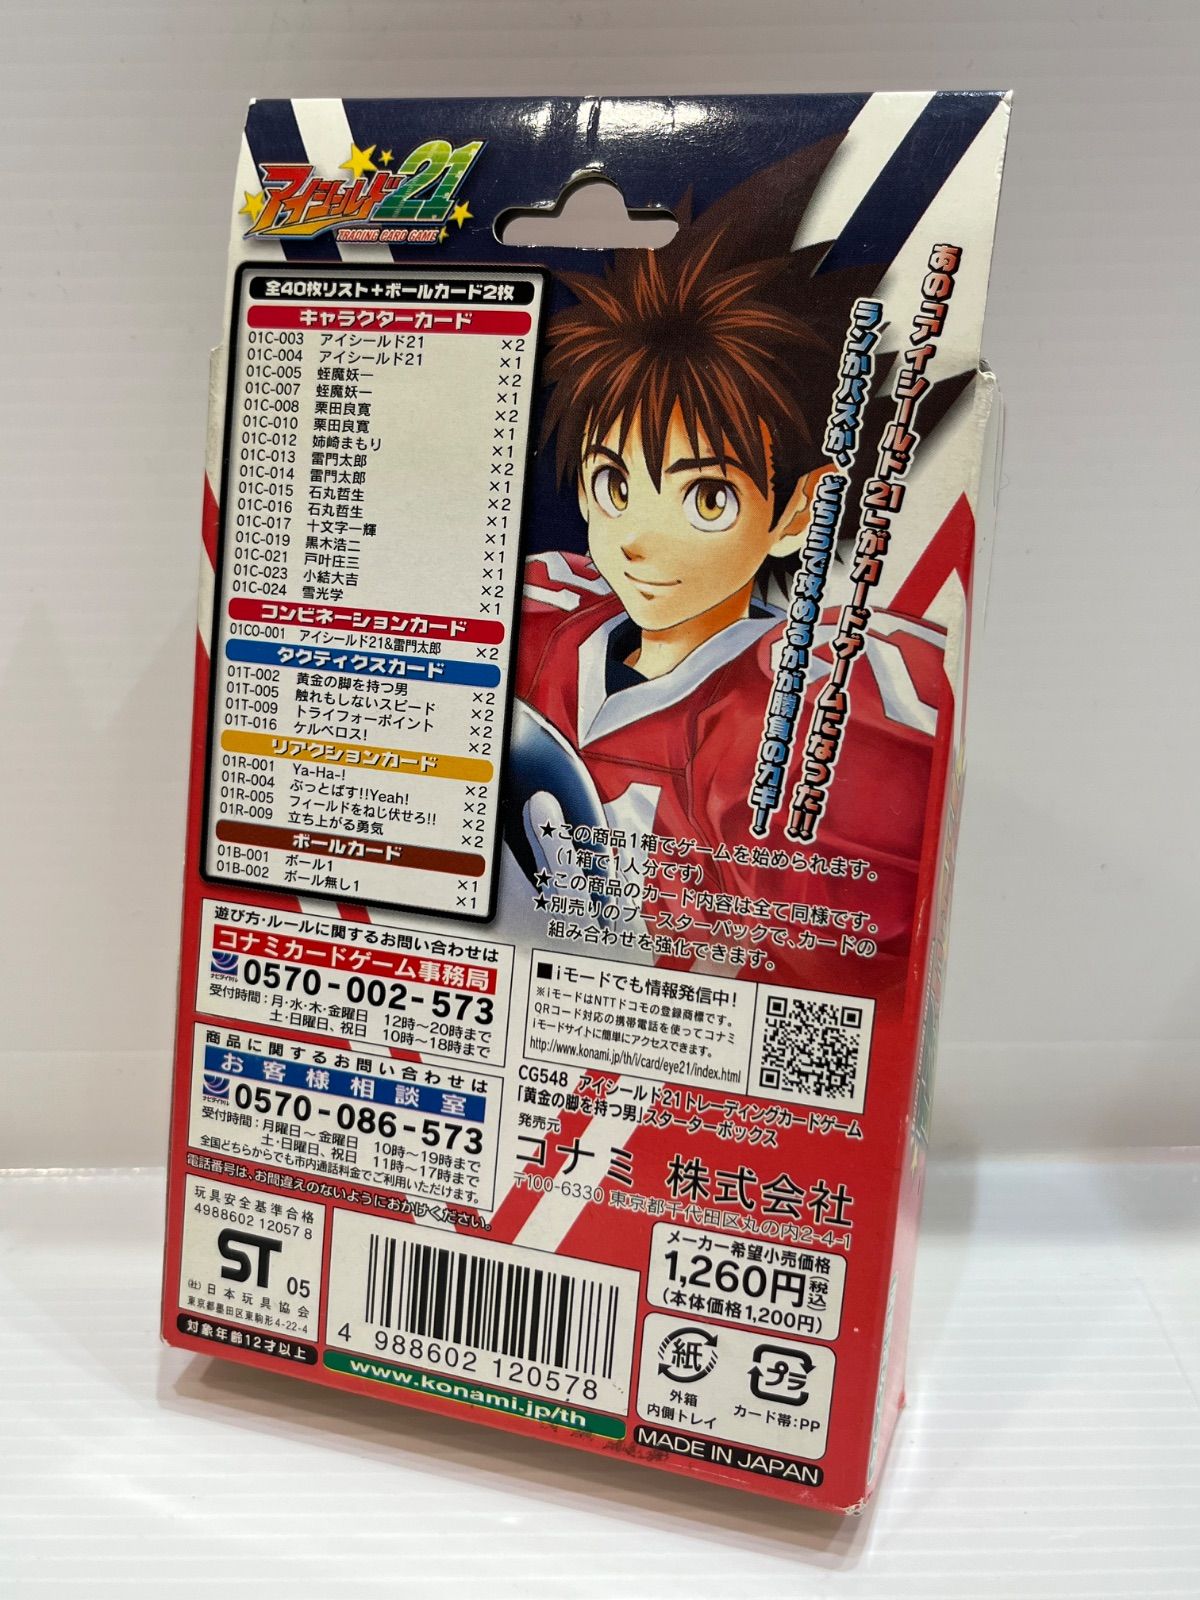 アイシールド21
TRADING CARD GAME
あの「アイシールド21」がカードゲームになった!!
ランかパスか、どちらで攻めるかが勝負のカギ!
全40枚リスト+ボールカード2枚
キャラクターカード
01C-003 アイシールド21 ×2
01C-004 アイシールド21 ×1
01C-005 蛭魔妖一 ×2
01C-007 蛭魔妖一 ×1
01C-008 栗田良寛 ×2
01C-010 栗田良寛 ×1
01C-012 姉崎まもり ×1
01C-013 雷門太郎 ×2
01C-014 雷門太郎 ×1
01C-015 石丸哲生 ×2
01C-016 石丸哲生 ×1
01C-017 十文字一輝 ×1
01C-019 黒木浩二 ×1
01C-021 戸叶庄三 ×1
01C-023 小結大吉 ×2
01C-024 雪光学 ×1
コンビネーションカード
01CO-001 アイシールド21&雷門太郎 ×2
タクティクスカード
01T-002 黄金の脚を持つ男 ×2
01T-005 触れもしないスピード ×2
01T-009 トライフォーポイント ×2
01T-016 ケルベロス! ×2
リアクションカード
01R-001 Ya-Ha-! ×2
01R-004 ぶっとばす!!Yeah! ×2
01R-005 フィールドをねじ伏せろ!! ×2
01R-009 立ち上がる勇気 ×2
ボールカード
01B-001 ボール1 ×1
01B-002 ボール無し1 ×1
★この商品1箱でゲームを始められます。
(1箱で1人分です)
★この商品のカード内容は全て同様です。
★別売りのブースターパックで、カードの
組み合わせを強化できます。
遊び方・ルールに関するお問い合わせは
コナミカードゲーム事務局
ナビダイヤル 0570-002-573
受付時間:月・水・木・金曜日 12時〜20時まで
土・日曜日、祝日 10時〜18時まで
商品に関するお問い合わせは
お客様相談室
ナビダイヤル 0570-086-573
受付時間:月曜日〜金曜日 10時〜19時まで
土・日曜日、祝日 11時〜17時まで
全国どちらからでも市内通話料金でご利用いただけます。
電話番号は、お間違えのないようにおかけください。
■iモードでも情報発信中!
※iモードはNTTドコモの登録商標です。
QRコード対応の携帯電話を使ってコナミ
iモードサイトに簡単にアクセスできます。
http://www.konami.jp/th/i/card/eye21/index.html
CG548 アイシールド21トレーディングカードゲーム
「黄金の脚を持つ男」スターターボックス
発売元
コナミ 株式会社
〒100-6330 東京都千代田区丸の内2-4-1
玩具安全基準合格
4988602 12057 8
ST 05
(社)日本玩具協会
東京都墨田区東駒形4-22-4
対象年齢12才以上
4 988602 120578
www.konami.jp/th
メーカー希望小売価格
1,260円(税込)
(本体価格1,200円)
紙
外箱
内側トレイ
プラ
カード帯:PP
MADE IN JAPAN